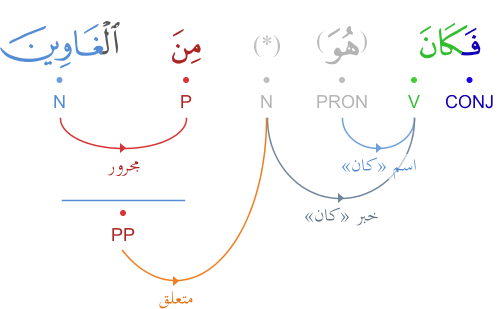 فَكَانَ (هُوَ) (*) مِنَ ٱلْغَاوِينَ
CONJ V PRON N P N
اسم «كان»
مجرور
خبر «كان»
PP
متعلق